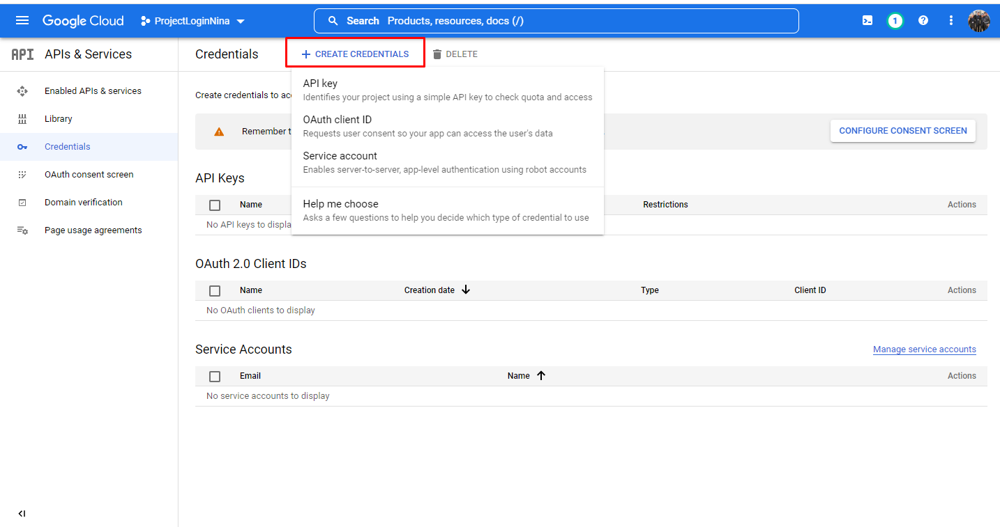 Google Cloud
ProjectLoginNina
Search Products, resources, docs (/)
1
API APIs & Services
Credentials
+ CREATE CREDENTIALS
DELETE
Enabled APIs & services
Library
Credentials
OAuth consent screen
Domain verification
Page usage agreements
Create credentials to
API key
Identifies your project using a simple API key to check quota and access
OAuth client ID
Requests user consent so your app can access the user's data
Service account
Enables server-to-server, app-level authentication using robot accounts
Help me choose
Asks a few questions to help you decide which type of credential to use
Remember
CONFIGURE CONSENT SCREEN
API Keys
Name Restrictions Actions
No API keys to
OAuth 2.0 Client IDs
Name Creation date Type Client ID Actions
No OAuth clients to display
Service Accounts
Manage service accounts
Email Name Actions
No service accounts to display